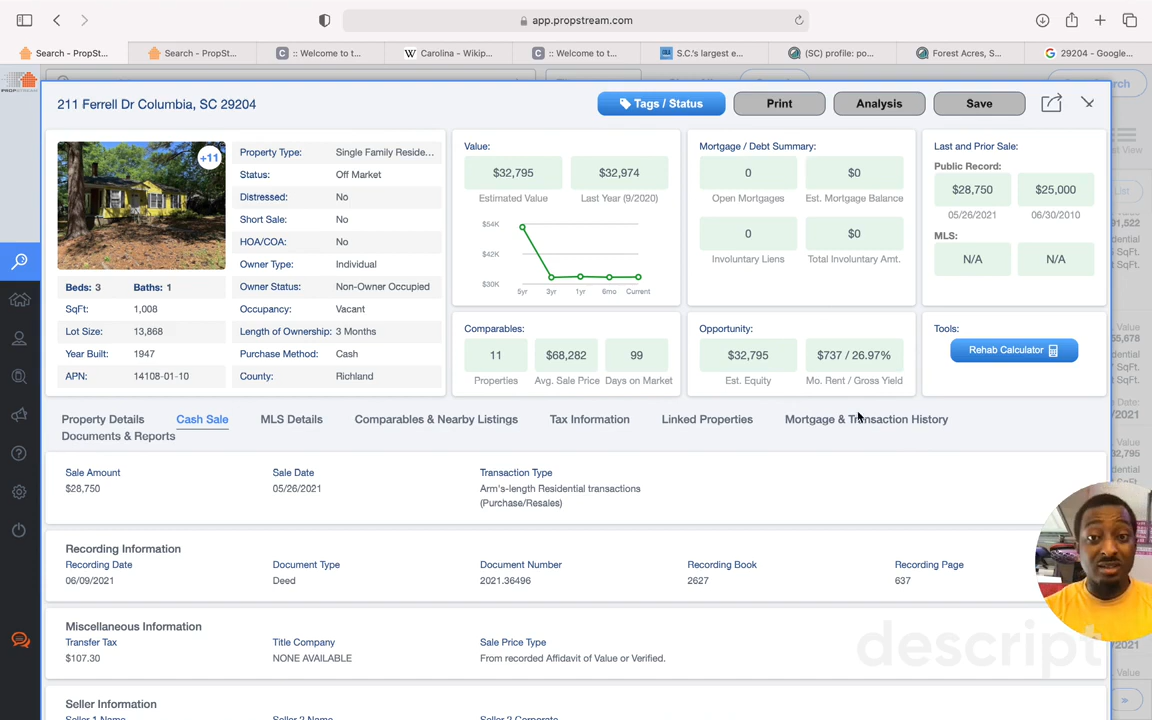 app.propstream.com
Search - PropSt...
Search - PropSt...
:: Welcome to t...
Carolina - Wikip...
:: Welcome to t...
S.C.'s largest e...
(SC) profile: po...
Forest Acres, S...
29204 - Google...
PROPSTREAM
211 Ferrell Dr Columbia, SC 29204
Tags / Status
Print
Analysis
Save
+11
Property Type: Single Family Reside...
Status: Off Market
Distressed: No
Short Sale: No
HOA/COA: No
Owner Type: Individual
Beds: 3 Baths: 1
Owner Status: Non-Owner Occupied
SqFt: 1,008
Occupancy: Vacant
Lot Size: 13,868
Length of Ownership: 3 Months
Year Built: 1947
Purchase Method: Cash
APN: 14108-01-10
County: Richland
Value:
$32,795 $32,974
Estimated Value Last Year (9/2020)
$54K
$42K
$30K
5yr 3yr 1yr 6mo Current
Mortgage / Debt Summary:
0 $0
Open Mortgages Est. Mortgage Balance
0 $0
Involuntary Liens Total Involuntary Amt.
Last and Prior Sale:
Public Record:
$28,750 $25,000
05/26/2021 06/30/2010
MLS:
N/A N/A
Comparables:
11 $68,282 99
Properties Avg. Sale Price Days on Market
Opportunity:
$32,795 $737 / 26.97%
Est. Equity Mo. Rent / Gross Yield
Tools:
Rehab Calculator
Property Details Cash Sale MLS Details Comparables & Nearby Listings Tax Information Linked Properties Mortgage & Transaction History
Documents & Reports
Sale Amount Sale Date Transaction Type
$28,750 05/26/2021 Arm's-length Residential transactions
(Purchase/Resales)
Recording Information
Recording Date Document Type Document Number Recording Book Recording Page
06/09/2021 Deed 2021.36496 2627 637
Miscellaneous Information
Transfer Tax Title Company Sale Price Type
$107.30 NONE AVAILABLE From recorded Affidavit of Value or Verified.
Seller Information
Seller 1 Name Seller 2 Name Seller 2 Corporate
descript